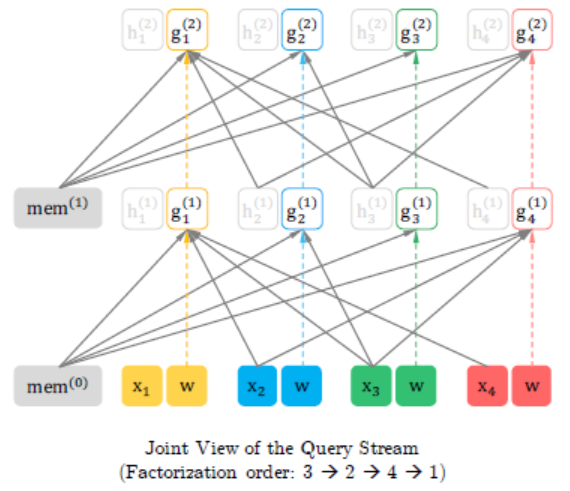 h₁⁽²⁾ g₁⁽²⁾ h₂⁽²⁾ g₂⁽²⁾ h₃⁽²⁾ g₃⁽²⁾ h₄⁽²⁾ g₄⁽²⁾
mem⁽¹⁾ h₁⁽¹⁾ g₁⁽¹⁾ h₂⁽¹⁾ g₂⁽¹⁾ h₃⁽¹⁾ g₃⁽¹⁾ h₄⁽¹⁾ g₄⁽¹⁾
mem⁽⁰⁾ x₁ w x₂ w x₃ w x₄ w
Joint View of the Query Stream
(Factorization order: 3 → 2 → 4 → 1)